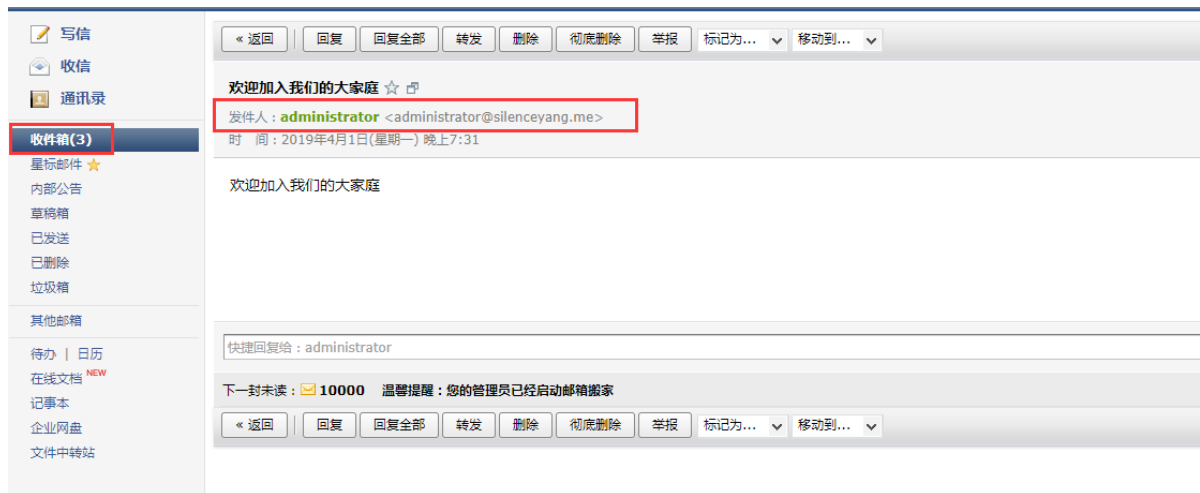 写信
收信
通讯录
收件箱(3)
星标邮件
内部公告
草稿箱
已发送
已删除
垃圾箱
其他邮箱
待办 | 日历
在线文档 NEW
记事本
企业网盘
文件中转站
« 返回 回复 回复全部 转发 删除 彻底删除 举报 标记为... 移动到...
欢迎加入我们的大家庭
发件人：administrator <administrator@silenceyang.me>
时 间：2019年4月1日(星期一) 晚上7:31
欢迎加入我们的大家庭
快捷回复给：administrator
下一封未读： 10000 温馨提醒：您的管理员已经启动邮箱搬家
« 返回 回复 回复全部 转发 删除 彻底删除 举报 标记为... 移动到...